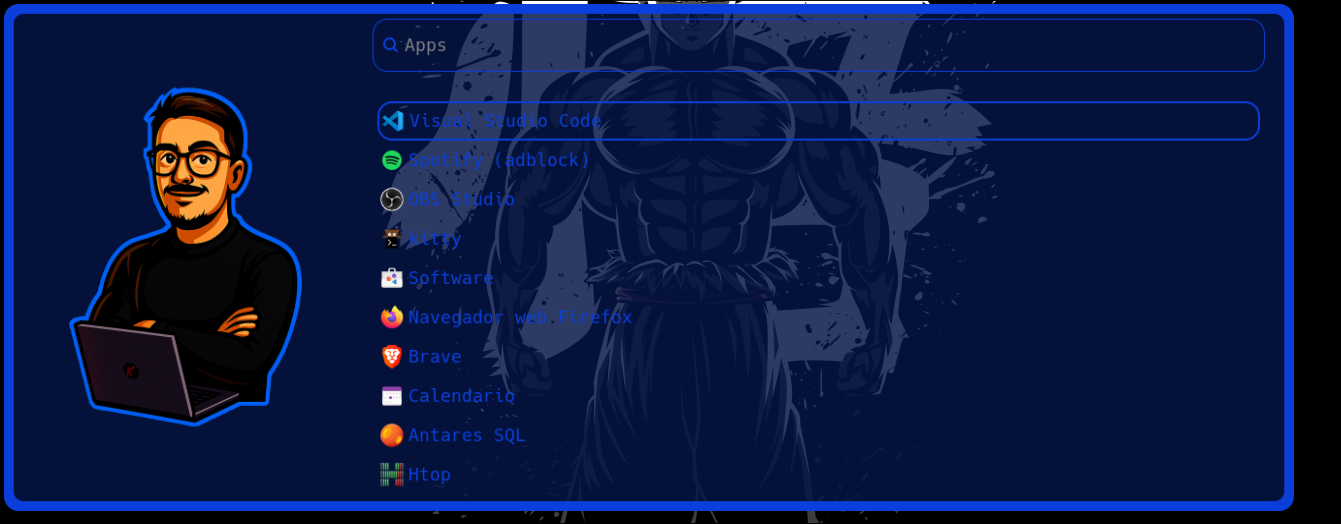 Apps
Visual Studio Code
Spotify (adblock)
OBS Studio
kitty
Software
Navegador web Firefox
Brave
Calendario
Antares SQL
Htop